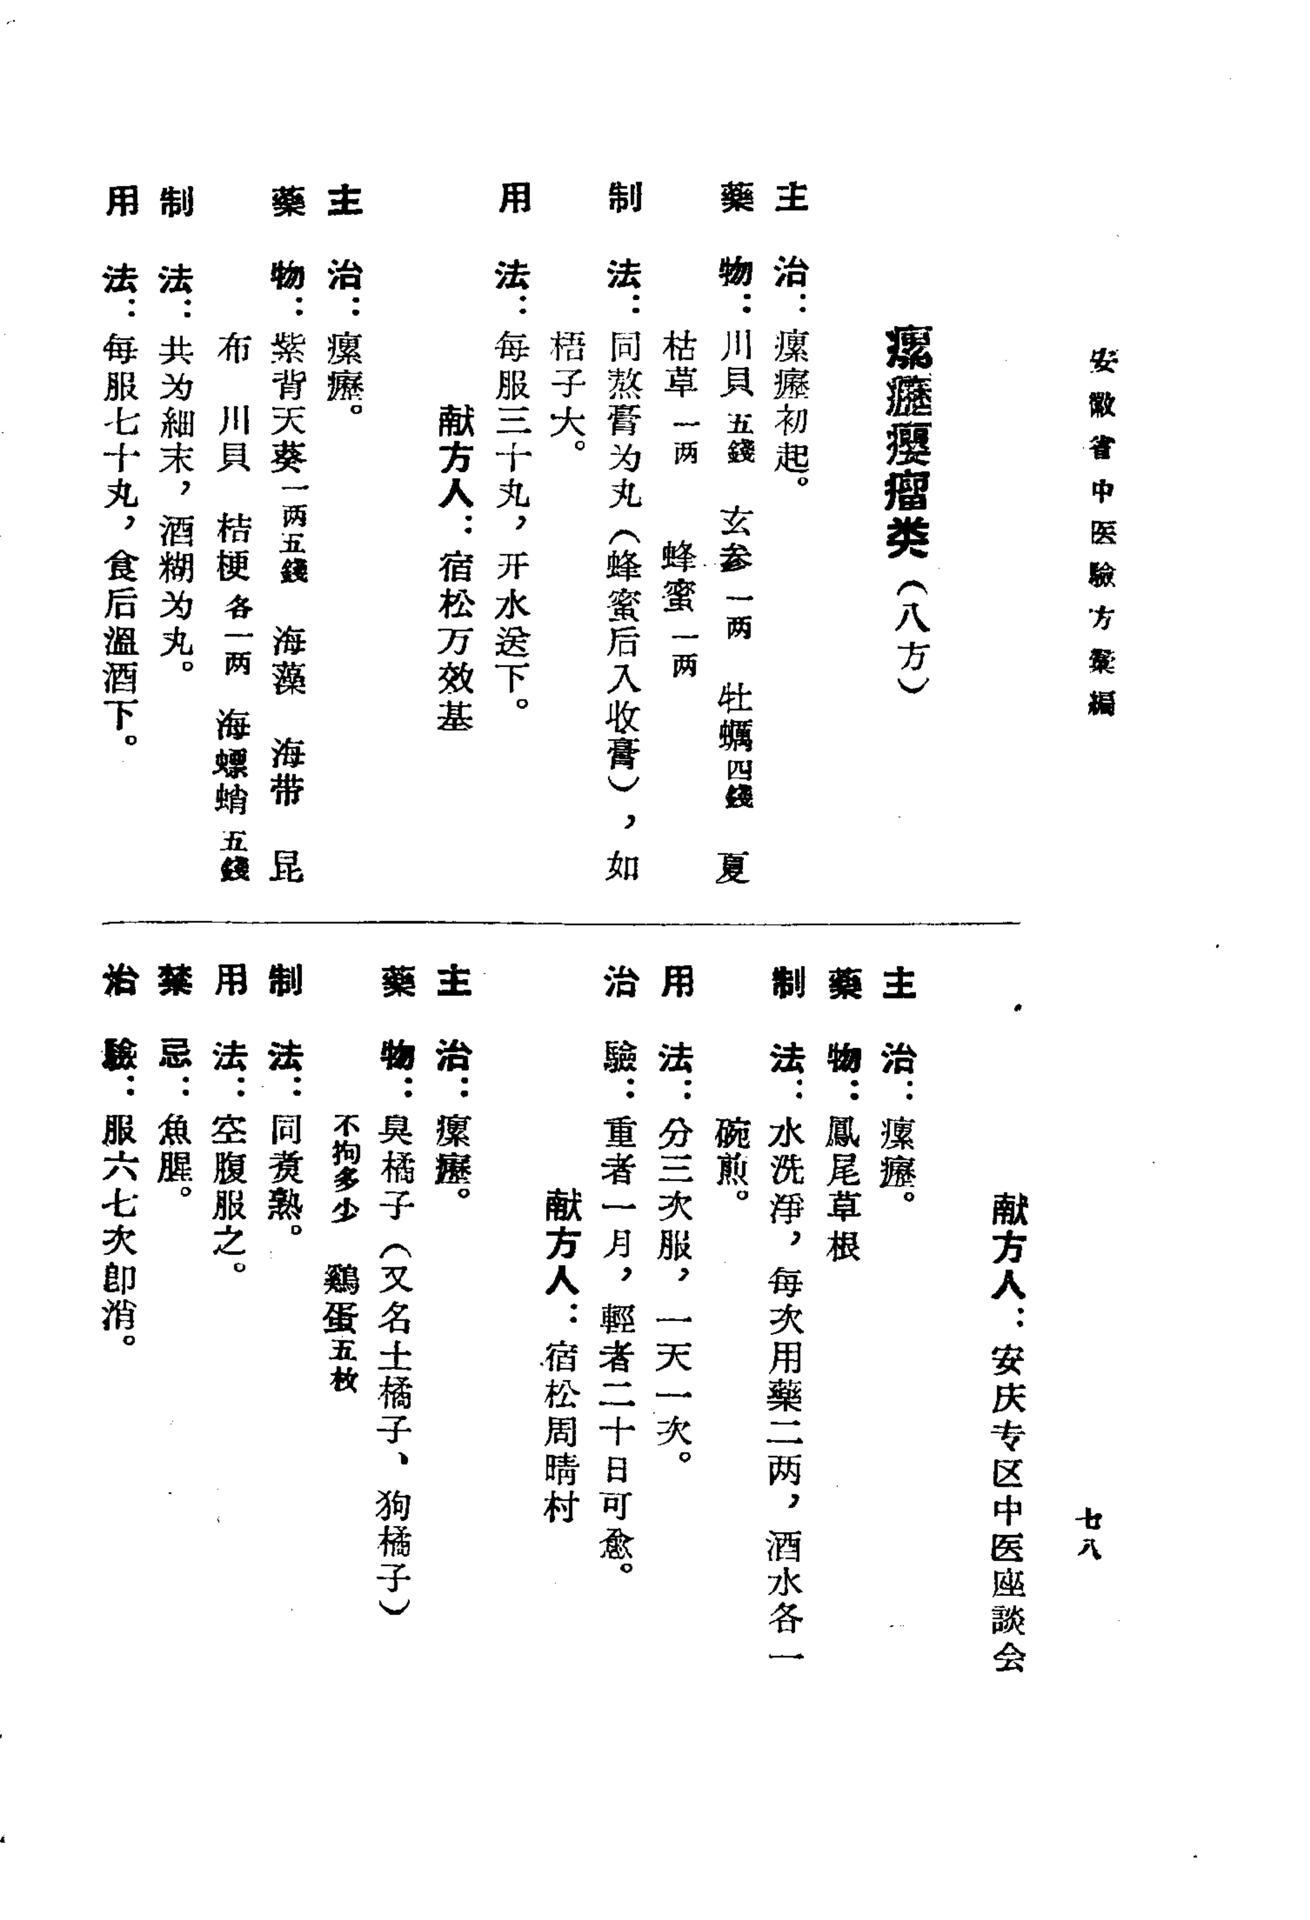 安徽省中医驗方彙編
七八
瘰癧癭瘤类（八方）
主治：瘰癧初起。
藥物：川貝五錢　玄参一两　牡蠣四錢　夏
枯草一两　蜂蜜一两
制法：同熬膏为丸（蜂蜜后入收膏），如
梧子大。
用法：每服三十丸，开水送下。
献方人：宿松万效基
主治：瘰癧。
藥物：紫背天葵一两五錢　海藻　海带　昆
布　川貝　桔梗各一两　海螵蛸五錢
制法：共为細末，酒糊为丸。
用法：每服七十丸，食后溫酒下。
献方人：安庆专区中医座談会
主治：瘰癧。
藥物：鳳尾草根
制法：水洗淨，每次用藥二两，酒水各一
碗煎。
用法：分三次服，一天一次。
治驗：重者一月，輕者二十日可愈。
献方人：宿松周晴村
主治：瘰癧。
藥物：臭橘子（又名土橘子、狗橘子）
不拘多少　鷄蛋五枚
制法：同煮熟。
用法：空腹服之。
禁忌：魚腥。
治驗：服六七次卽消。